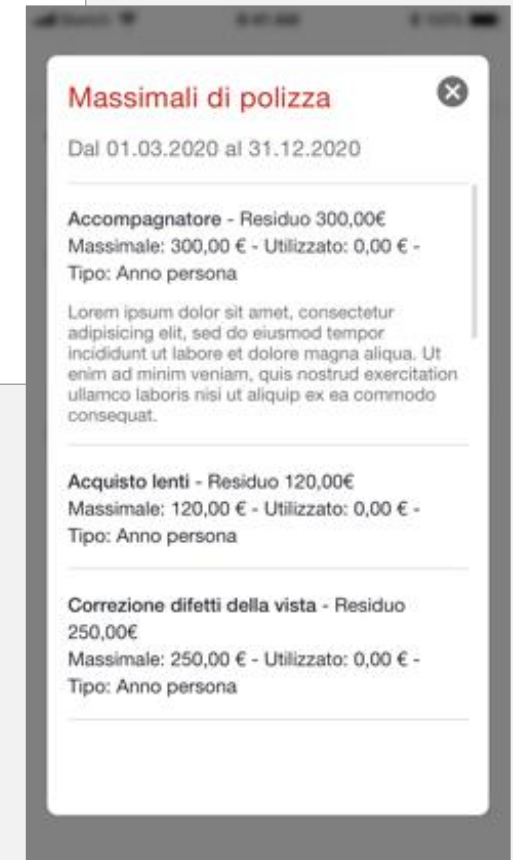 Massimali di polizza
Dal 01.03.2020 al 31.12.2020
Accompagnatore - Residuo 300,00€
Massimale: 300,00 € - Utilizzato: 0,00 € -
Tipo: Anno persona
Lorem ipsum dolor sit amet, consectetur
adipisicing elit, sed do eiusmod tempor
incididunt ut labore et dolore magna aliqua. Ut
enim ad minim veniam, quis nostrud exercitation
ullamco laboris nisi ut aliquip ex ea commodo
consequat.
Acquisto lenti - Residuo 120,00€
Massimale: 120,00 € - Utilizzato: 0,00 € -
Tipo: Anno persona
Correzione difetti della vista - Residuo
250,00€
Massimale: 250,00 € - Utilizzato: 0,00 € -
Tipo: Anno persona